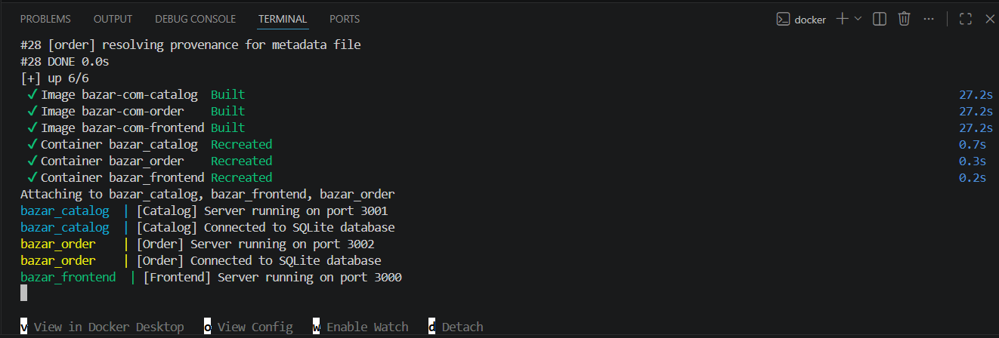 PROBLEMS OUTPUT DEBUG CONSOLE TERMINAL PORTS docker
#28 [order] resolving provenance for metadata file
#28 DONE 0.0s
[+] up 6/6
✓ Image bazar-com-catalog Built 27.2s
✓ Image bazar-com-order Built 27.2s
✓ Image bazar-com-frontend Built 27.2s
✓ Container bazar_catalog Recreated 0.7s
✓ Container bazar_order Recreated 0.3s
✓ Container bazar_frontend Recreated 0.2s
Attaching to bazar_catalog, bazar_frontend, bazar_order
bazar_catalog | [Catalog] Server running on port 3001
bazar_catalog | [Catalog] Connected to SQLite database
bazar_order | [Order] Server running on port 3002
bazar_order | [Order] Connected to SQLite database
bazar_frontend | [Frontend] Server running on port 3000
v View in Docker Desktop o View Config w Enable Watch d Detach